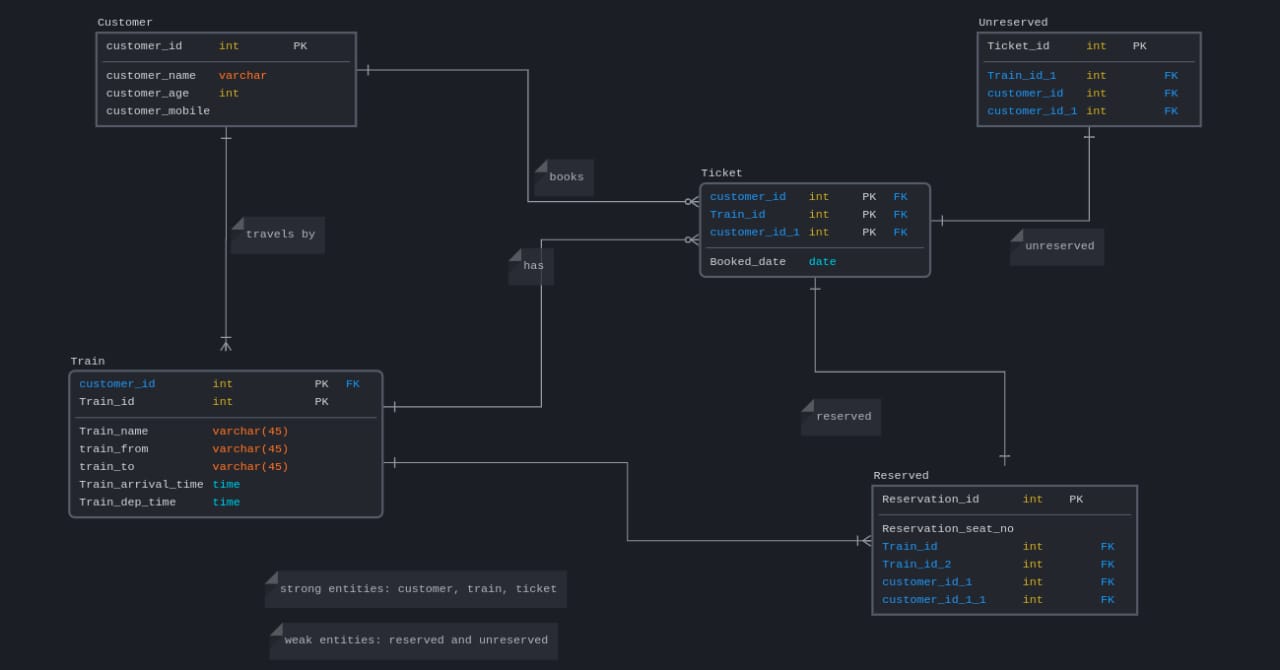 Customer
customer_id int PK
customer_name varchar
customer_age int
customer_mobile
Unreserved
Ticket_id int PK
Train_id_1 int FK
customer_id int FK
customer_id_1 int FK
books
Ticket
customer_id int PK FK
Train_id int PK FK
customer_id_1 int PK FK
Booked_date date
travels by
has
unreserved
Train
customer_id int PK FK
Train_id int PK
Train_name varchar(45)
train_from varchar(45)
train_to varchar(45)
Train_arrival_time time
Train_dep_time time
reserved
Reserved
Reservation_id int PK
Reservation_seat_no
Train_id int FK
Train_id_2 int FK
customer_id_1 int FK
customer_id_1_1 int FK
strong entities: customer, train, ticket
weak entities: reserved and unreserved